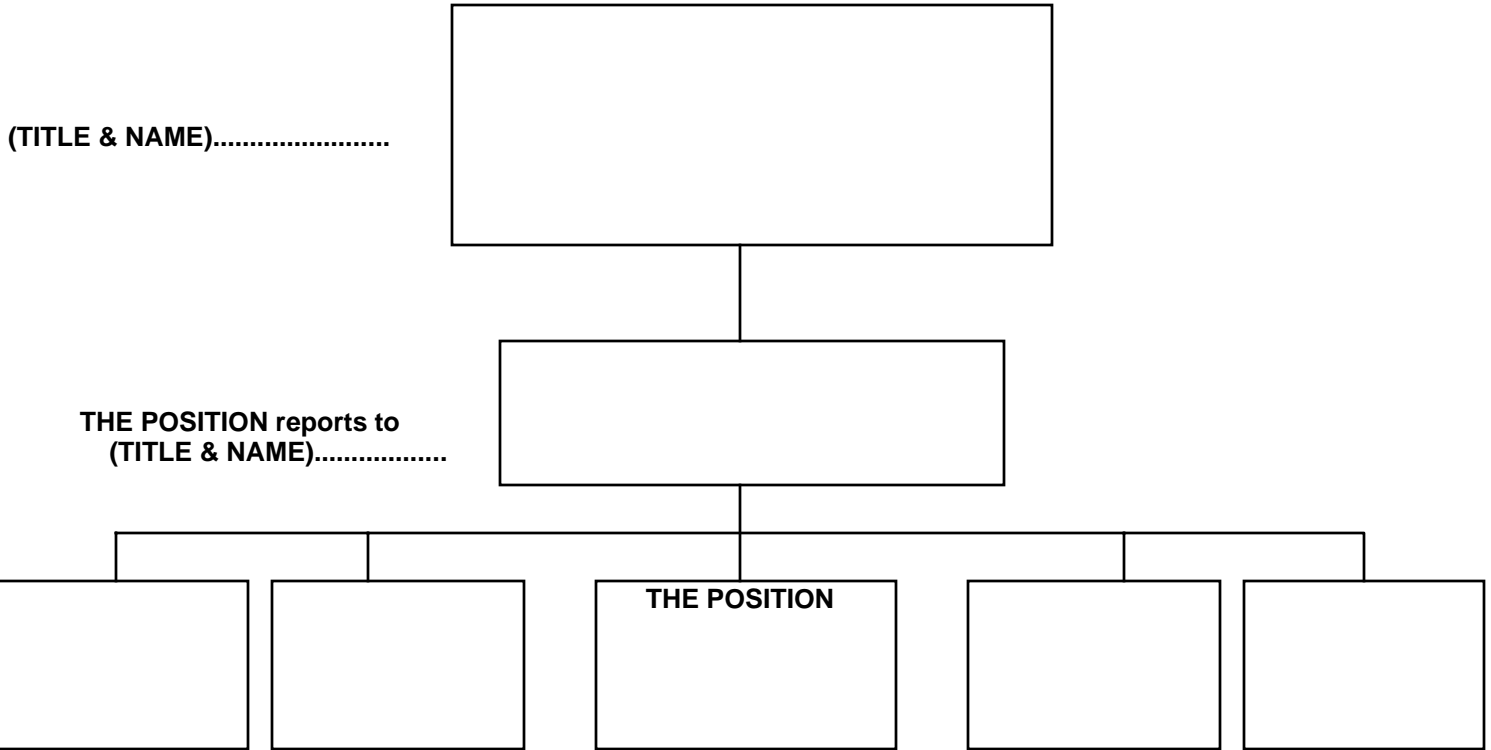 (TITLE & NAME)........................
THE POSITION reports to
(TITLE & NAME)..................
THE POSITION